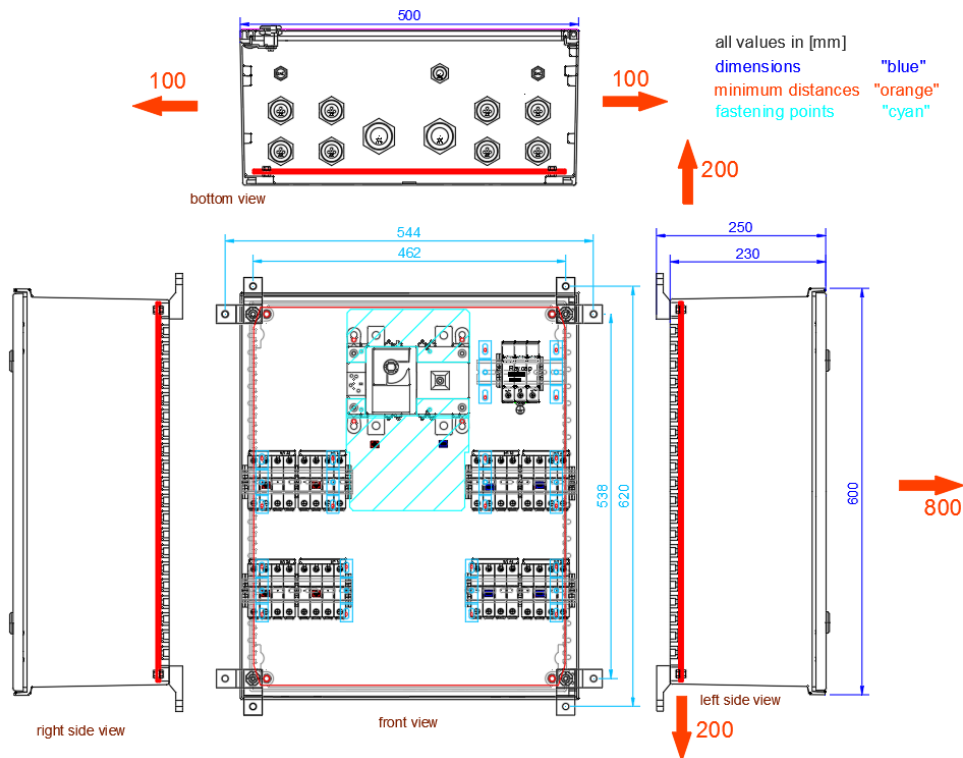 500
all values in [mm]
dimensions "blue"
minimum distances "orange"
fastening points "cyan"
100
100
200
bottom view
544
462
250
230
538
620
600
800
200
right side view
front view
left side view